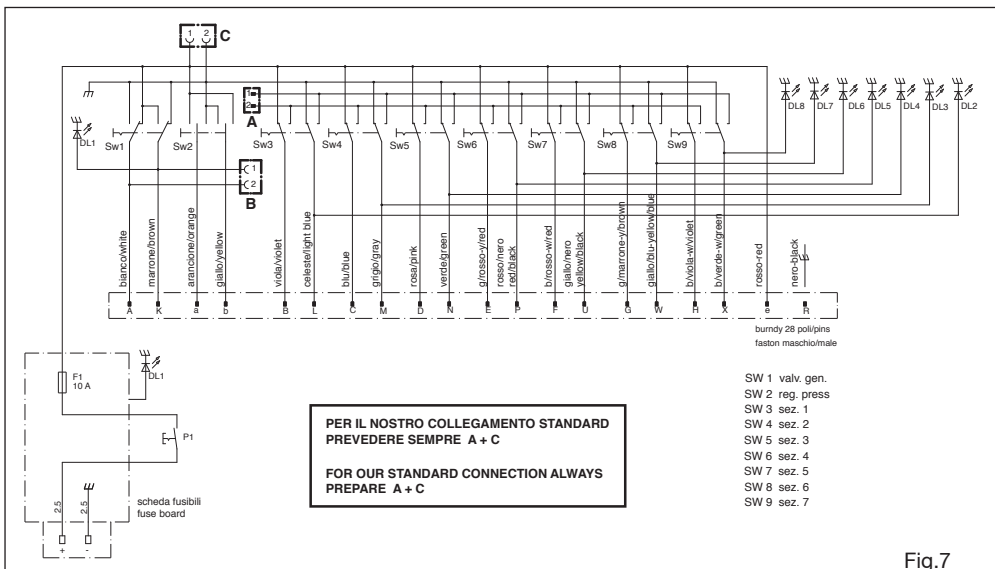 1 2 C
1
2
A
DL8 DL7 DL6 DL5 DL4 DL3 DL2
DL1
Sw1 Sw2 Sw3 Sw4 Sw5 Sw6 Sw7 Sw8 Sw9
1
2
B
bianco/white
marrone/brown
arancione/orange
giallo/yellow
viola/violet
celeste/light blue
blu/blue
grigio/gray
rosa/pink
verde/green
g/rosso-y/red
rosso/nero
red/black
b/rosso-w/red
giallo/nero
yellow/black
g/marrone-y/brown
giallo/blu-yellow/blue
b/viola-w/violet
b/verde-w/green
rosso-red
nero-black
A K a b B L C M D N E P F U G W H X e R
burndy 28 poli/pins
faston maschio/male
F1
10 A
DL1
P1
2.5
2.5
scheda fusibili
fuse board
+ -
PER IL NOSTRO COLLEGAMENTO STANDARD
PREVEDERE SEMPRE A + C
FOR OUR STANDARD CONNECTION ALWAYS
PREPARE A + C
SW 1 valv. gen.
SW 2 reg. press
SW 3 sez. 1
SW 4 sez. 2
SW 5 sez. 3
SW 6 sez. 4
SW 7 sez. 5
SW 8 sez. 6
SW 9 sez. 7
Fig.7